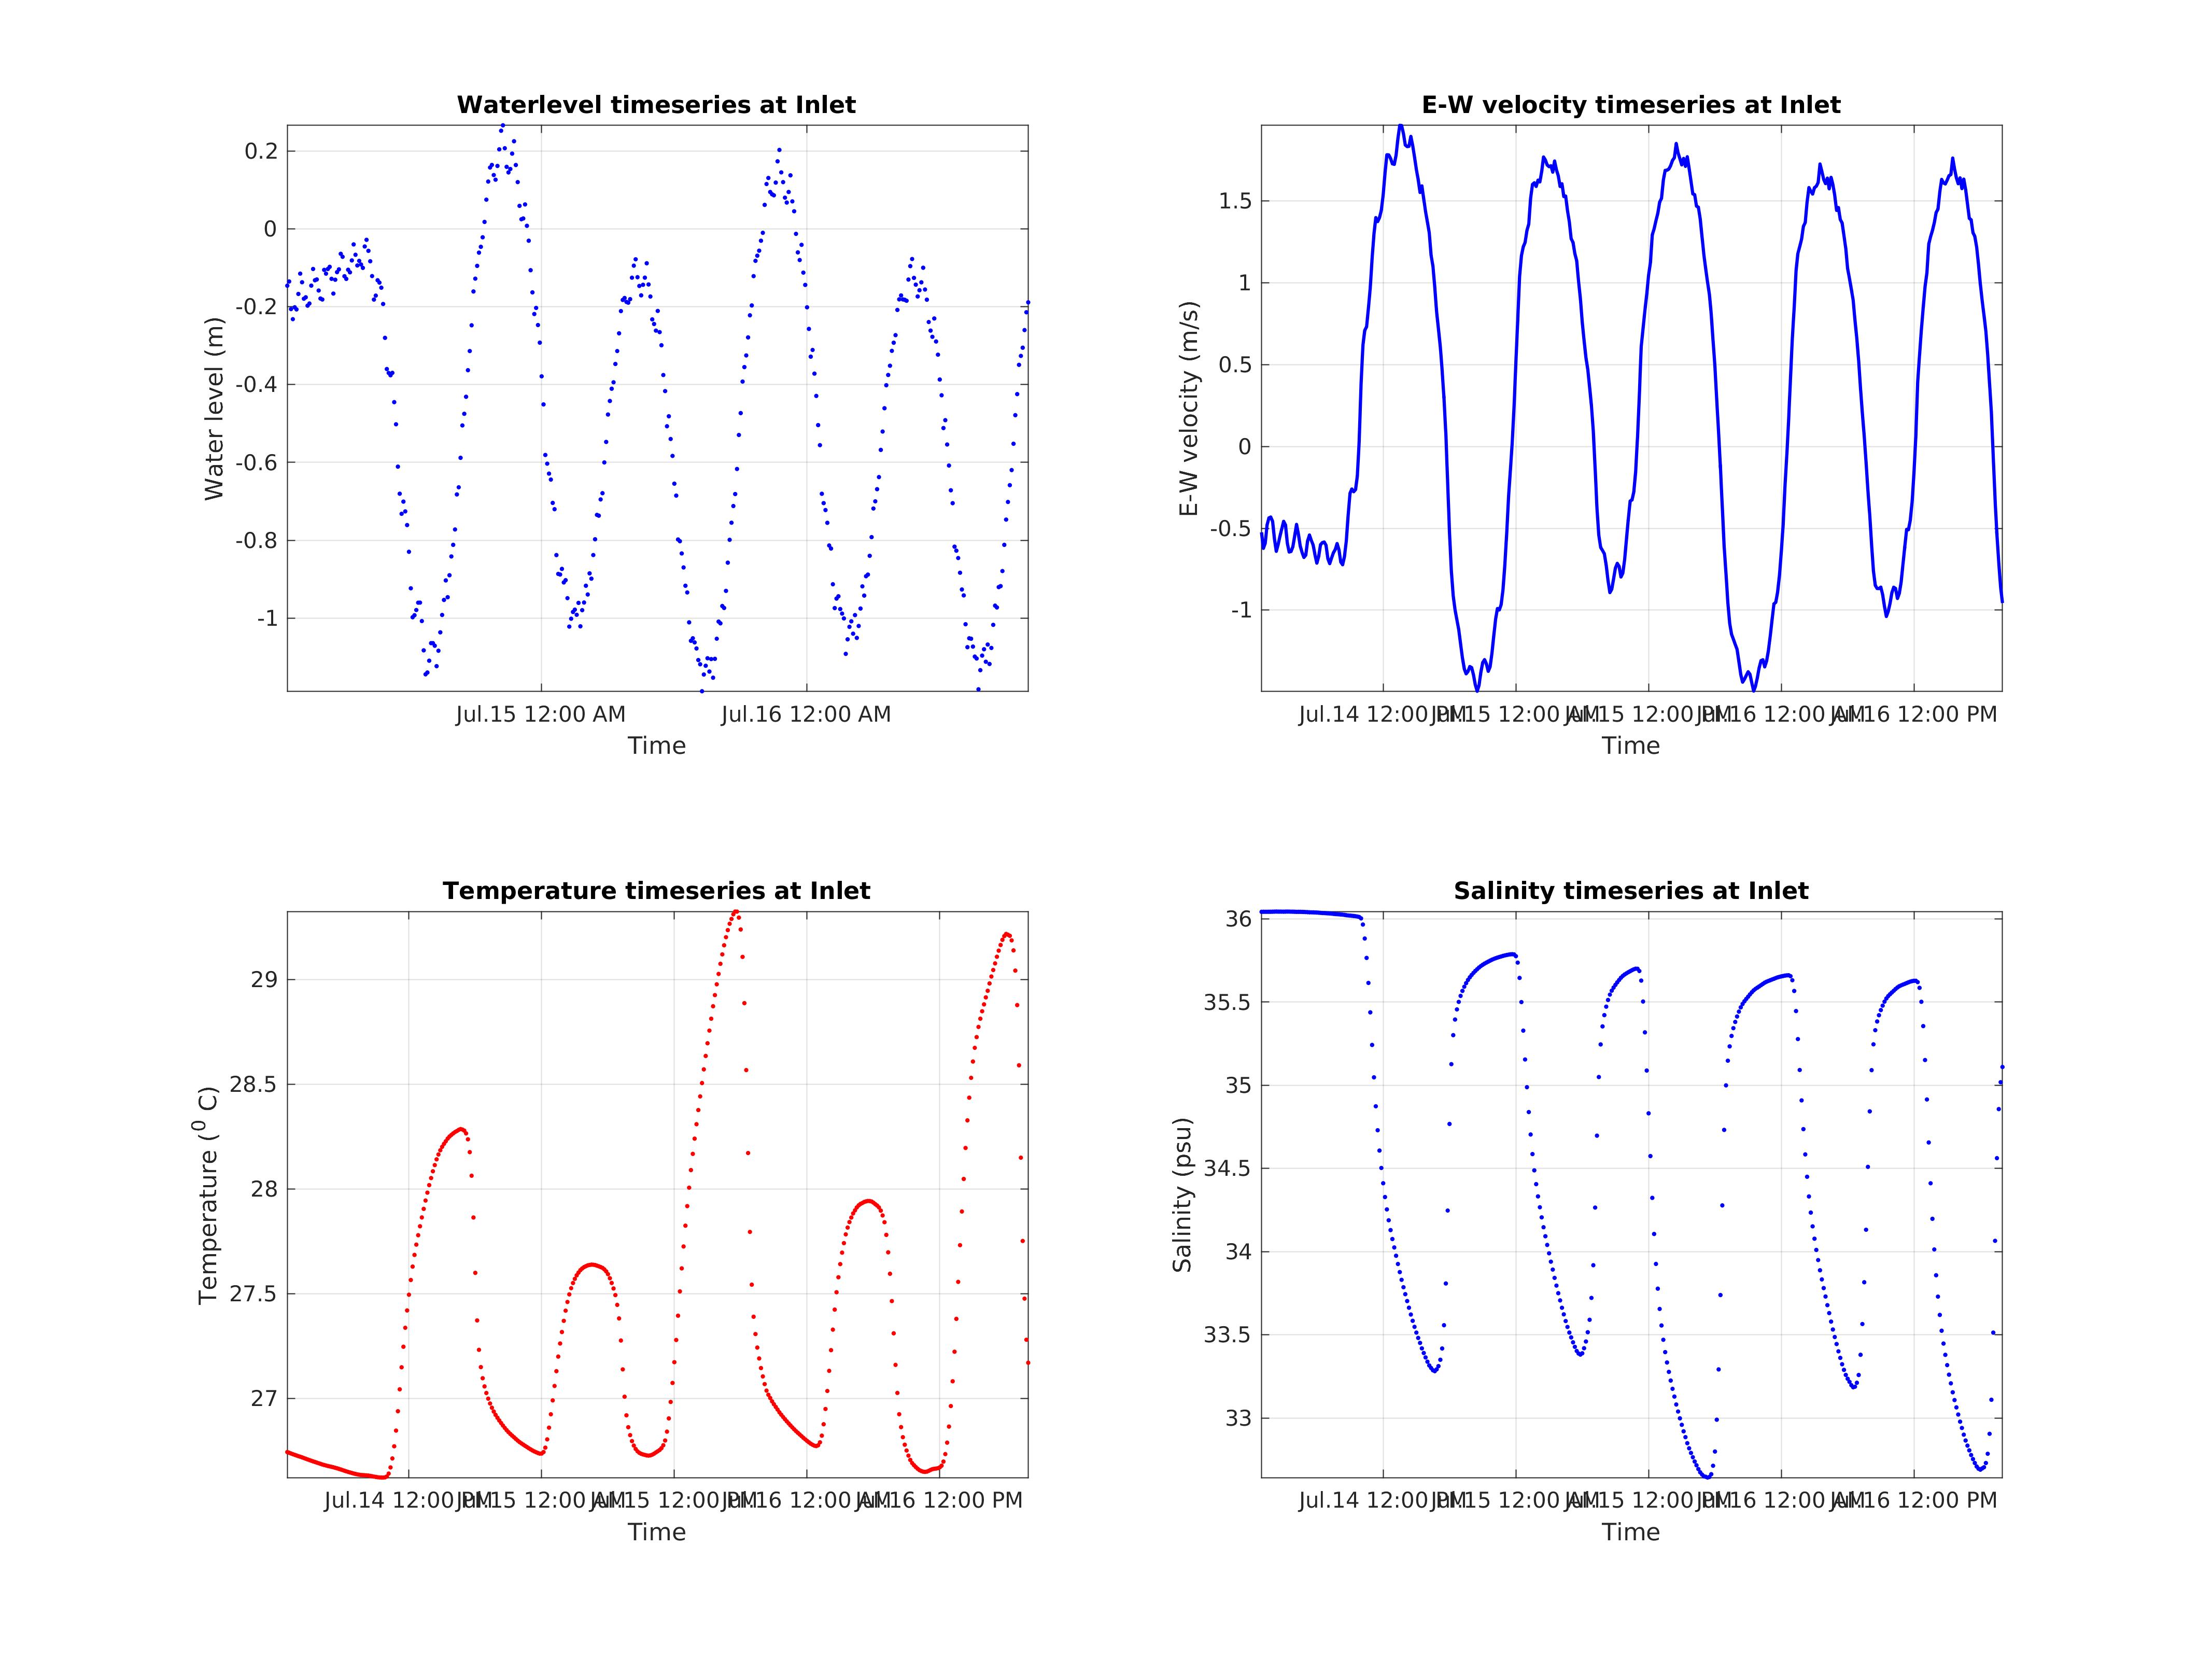 Waterlevel timeseries at Inlet
0.2
0
-0.2
-0.4
-0.6
-0.8
-1
Water level (m)
Jul.15 12:00 AM
Jul.16 12:00 AM
Time
E-W velocity timeseries at Inlet
1.5
1
0.5
0
-0.5
-1
E-W velocity (m/s)
Jul.14 12:00 PM
Jul.15 12:00 AM
Jul.15 12:00 PM
Jul.16 12:00 AM
Jul.16 12:00 PM
Time
Temperature timeseries at Inlet
29
28.5
28
27.5
27
Temperature (⁰ C)
Jul.14 12:00 PM
Jul.15 12:00 AM
Jul.15 12:00 PM
Jul.16 12:00 AM
Jul.16 12:00 PM
Time
Salinity timeseries at Inlet
36
35.5
35
34.5
34
33.5
33
Salinity (psu)
Jul.14 12:00 PM
Jul.15 12:00 AM
Jul.15 12:00 PM
Jul.16 12:00 AM
Jul.16 12:00 PM
Time